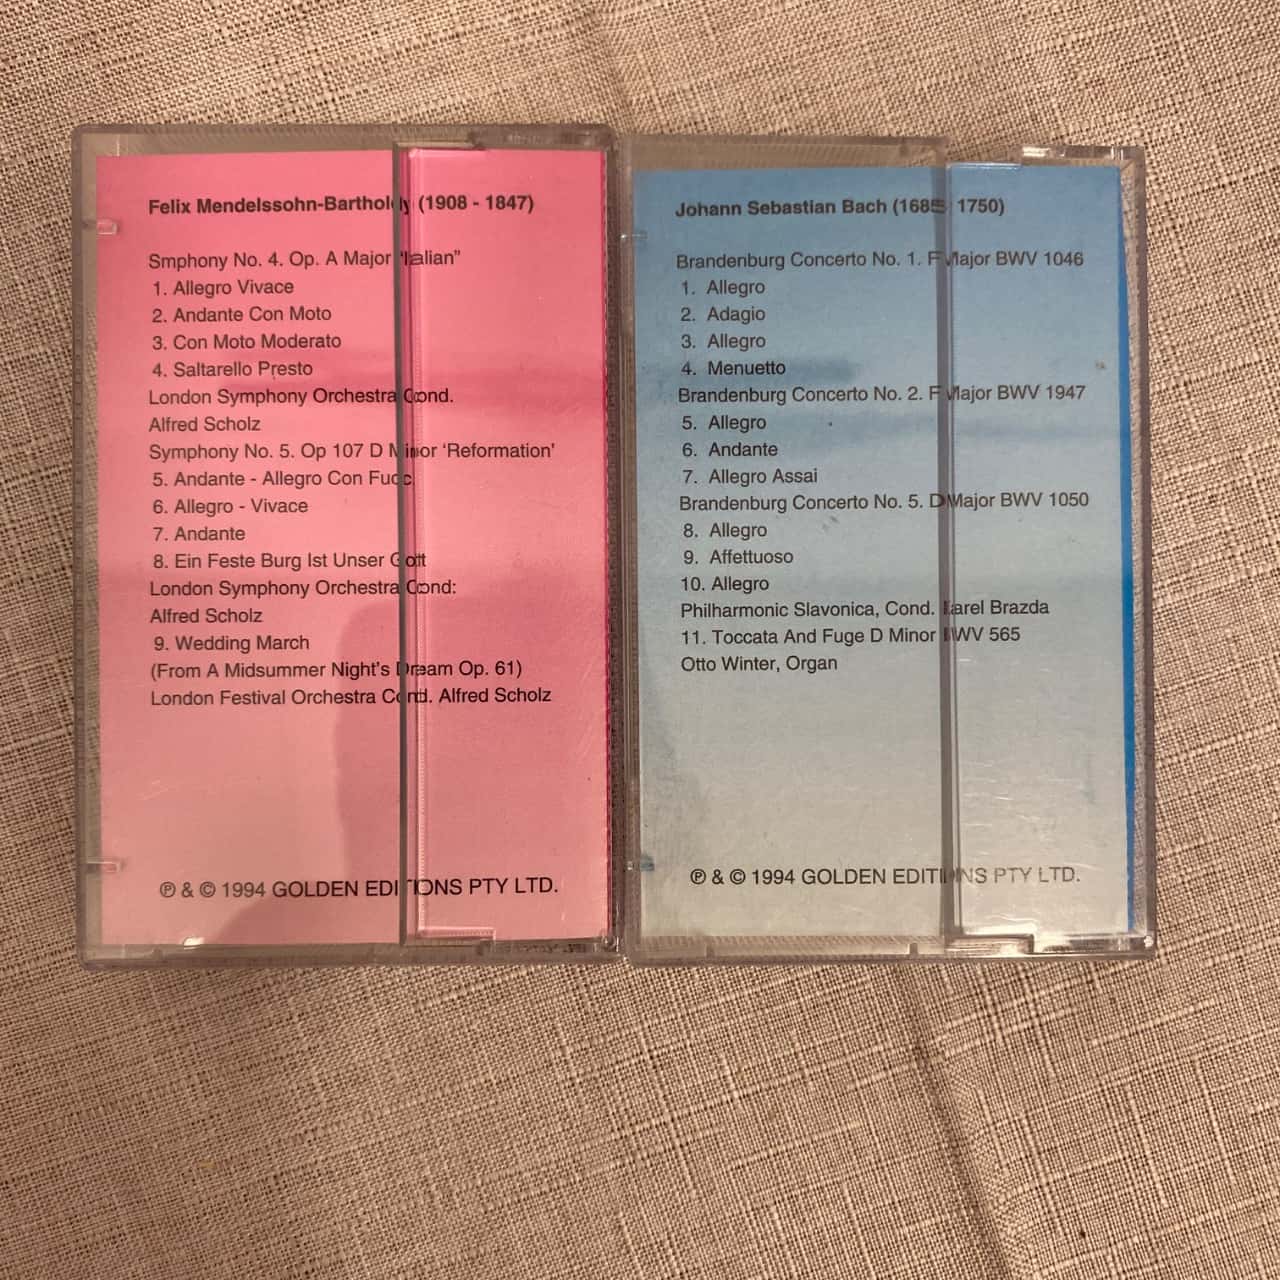 Felix Mendelssohn-Bartholdy (1908 - 1847)
Smphony No. 4. Op. A Major "Italian"
1. Allegro Vivace
2. Andante Con Moto
3. Con Moto Moderato
4. Saltarello Presto
London Symphony Orchestra Cond.
Alfred Scholz
Symphony No. 5. Op 107 D Minor ‘Reformation’
5. Andante - Allegro Con Fuoc
6. Allegro - Vivace
7. Andante
8. Ein Feste Burg Ist Unser Gott
London Symphony Orchestra Cond:
Alfred Scholz
9. Wedding March
(From A Midsummer Night's Dream Op. 61)
London Festival Orchestra Cond. Alfred Scholz
℗ & © 1994 GOLDEN EDITIONS PTY LTD.
Johann Sebastian Bach (1685 1750)
Brandenburg Concerto No. 1. F Major BWV 1046
1. Allegro
2. Adagio
3. Allegro
4. Menuetto
Brandenburg Concerto No. 2. F Major BWV 1947
5. Allegro
6. Andante
7. Allegro Assai
Brandenburg Concerto No. 5. D Major BWV 1050
8. Allegro
9. Affettuoso
10. Allegro
Philharmonic Slavonica, Cond. Karel Brazda
11. Toccata And Fuge D Minor BWV 565
Otto Winter, Organ
℗ & © 1994 GOLDEN EDITIONS PTY LTD.